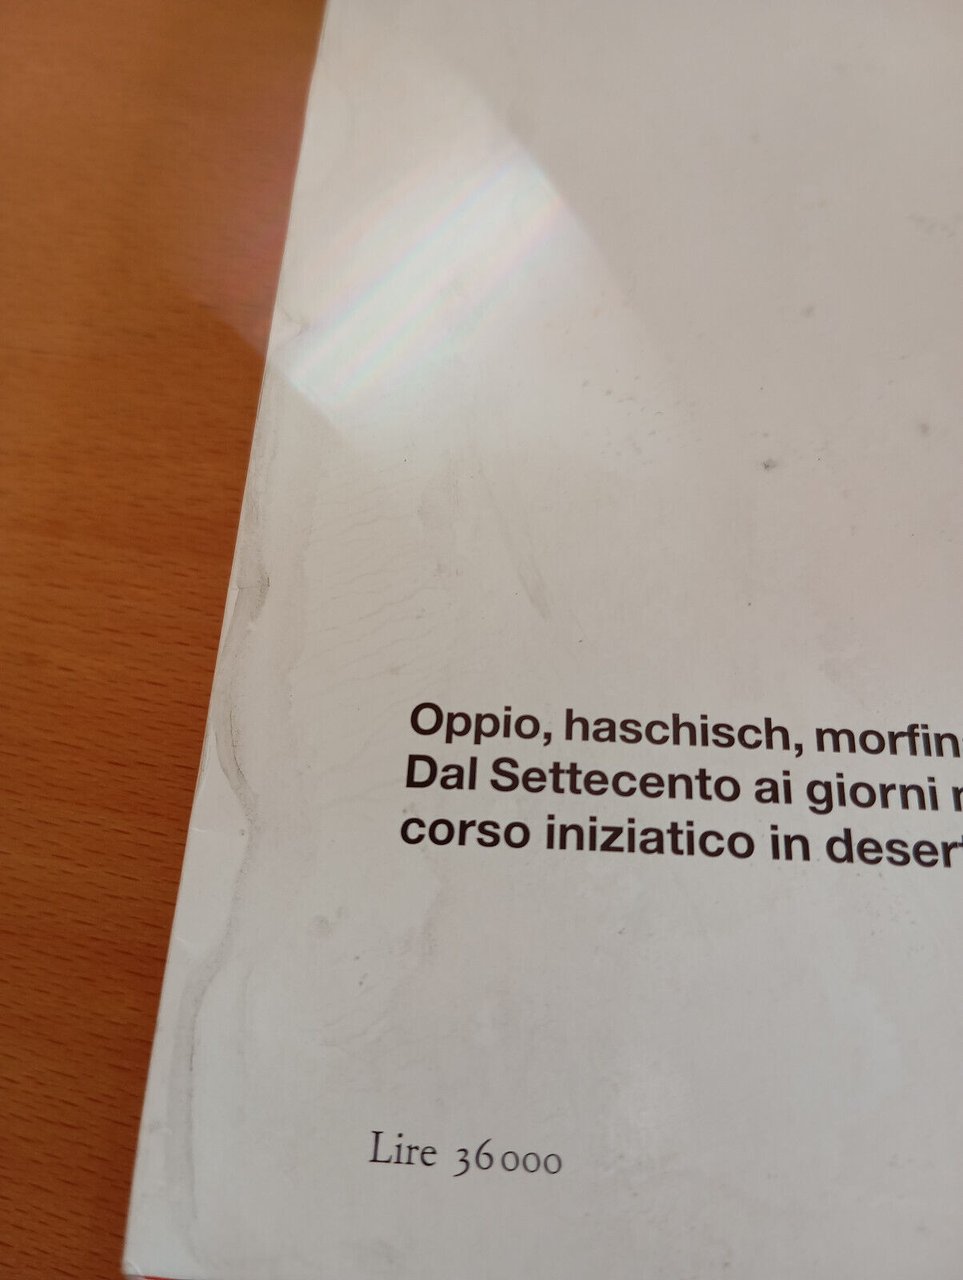 Oppio, haschisch, morfin
Dal Settecento ai giorni
corso iniziatico in deser
Lire 36000